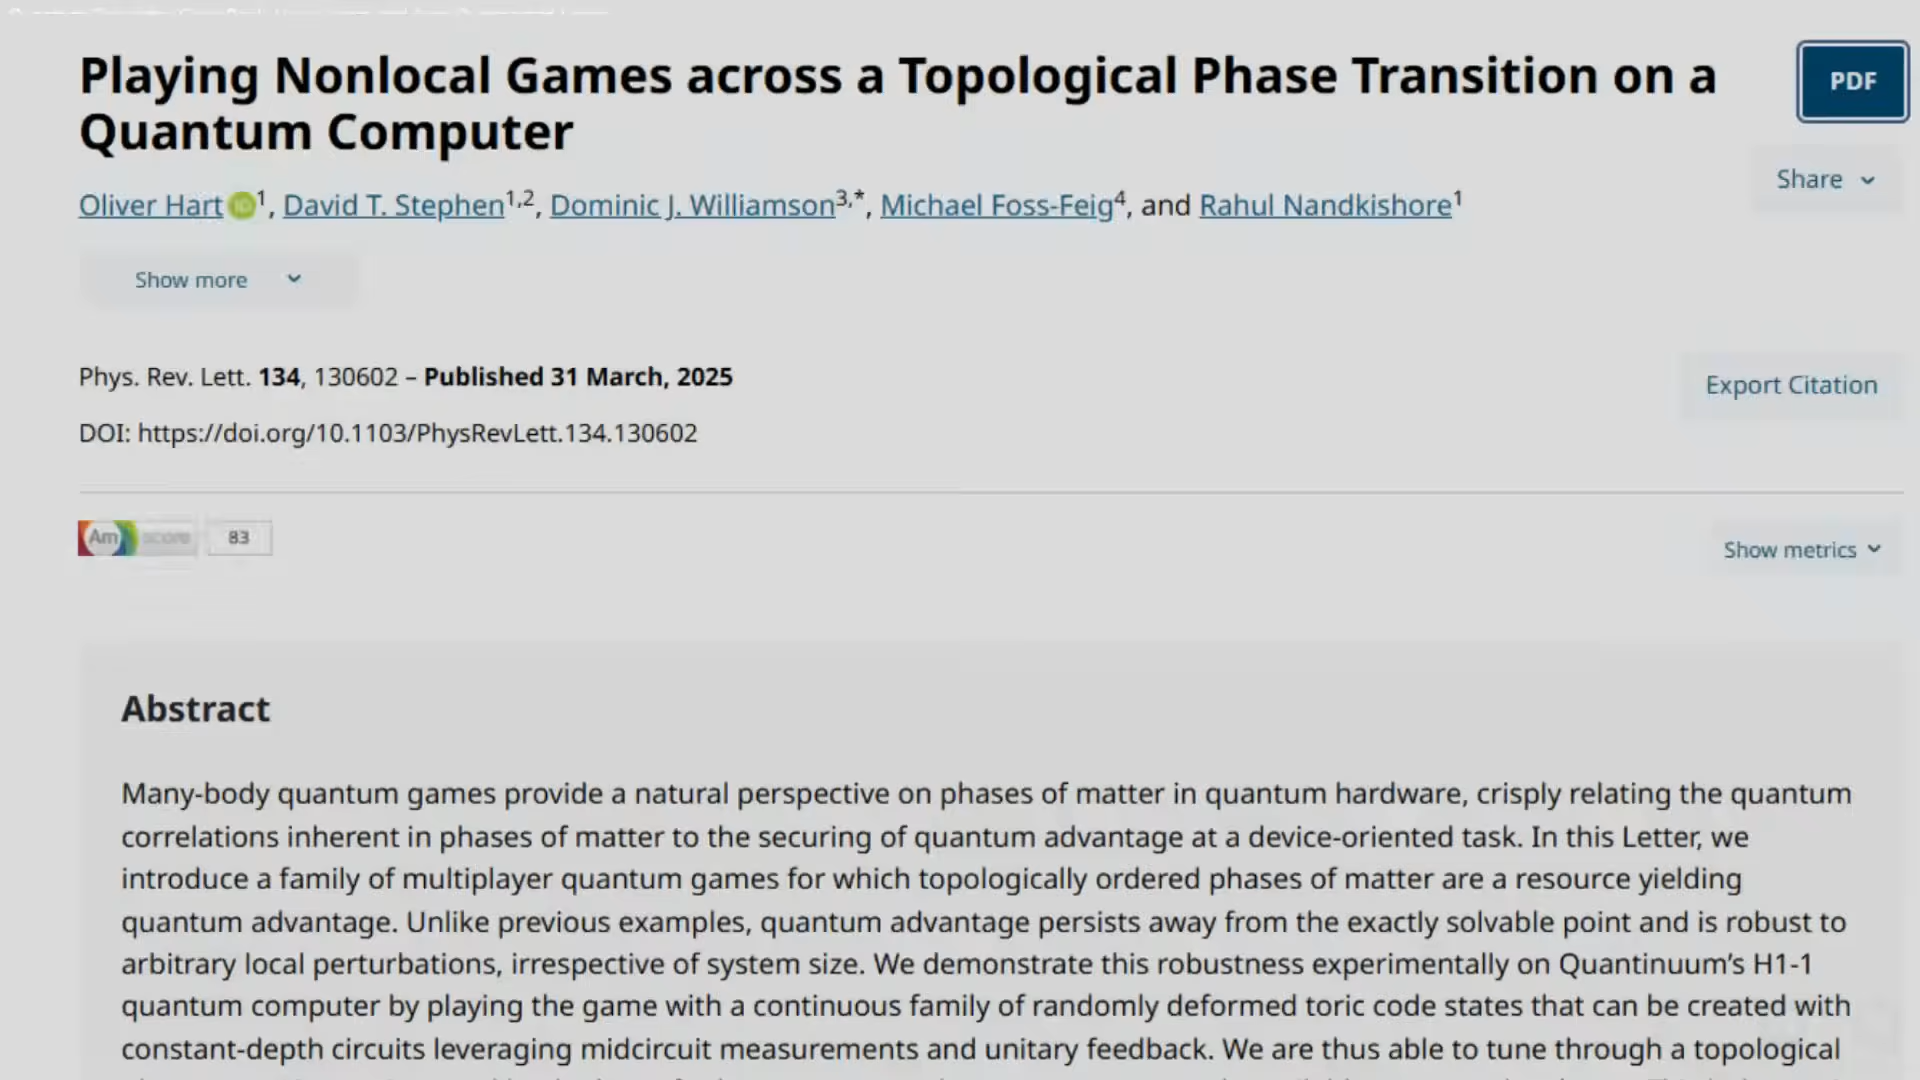 Playing Nonlocal Games across a Topological Phase Transition on a
Quantum Computer
PDF
Share
Oliver Hart iD 1, David T. Stephen1,2, Dominic J. Williamson3,*, Michael Foss-Feig4, and Rahul Nandkishore1
Show more
Phys. Rev. Lett. 134, 130602 – Published 31 March, 2025
Export Citation
DOI: https://doi.org/10.1103/PhysRevLett.134.130602
Am score 83
Show metrics
Abstract
Many-body quantum games provide a natural perspective on phases of matter in quantum hardware, crisply relating the quantum
correlations inherent in phases of matter to the securing of quantum advantage at a device-oriented task. In this Letter, we
introduce a family of multiplayer quantum games for which topologically ordered phases of matter are a resource yielding
quantum advantage. Unlike previous examples, quantum advantage persists away from the exactly solvable point and is robust to
arbitrary local perturbations, irrespective of system size. We demonstrate this robustness experimentally on Quantinuum’s H1-1
quantum computer by playing the game with a continuous family of randomly deformed toric code states that can be created with
constant-depth circuits leveraging midcircuit measurements and unitary feedback. We are thus able to tune through a topological